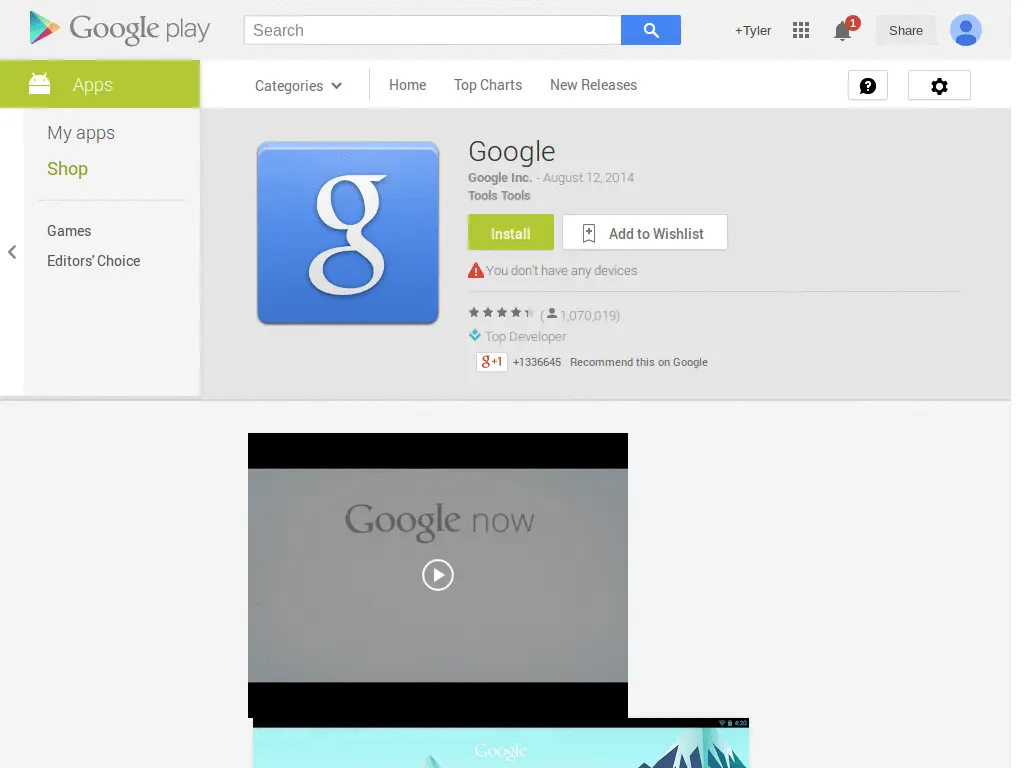 Google play
Search
+Tyler
1
Share
Apps
Categories
Home
Top Charts
New Releases
My apps
Shop
Games
Editors' Choice
g
Google
Google Inc. - August 12, 2014
Tools Tools
Install
Add to Wishlist
You don't have any devices
( 1,070,019)
Top Developer
g+1 +1336645 Recommend this on Google
Google now
4:20
Google